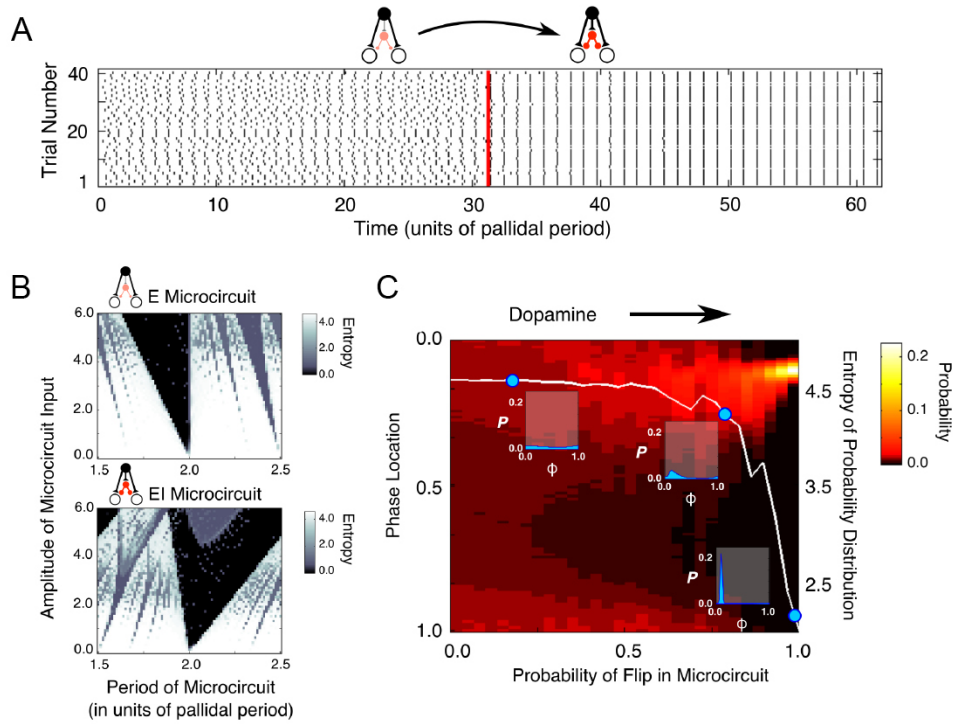 A
Trial Number
40
20
1
0
10
20
30
40
50
60
Time (units of pallidal period)
B
E Microcircuit
6.0
4.0
2.0
0.0
1.5
2.0
2.5
4.0
2.0
0.0
Entropy
EI Microcircuit
6.0
4.0
2.0
0.0
1.5
2.0
2.5
4.0
2.0
0.0
Entropy
Amplitude of Microcircuit Input
Period of Microcircuit
(in units of pallidal period)
C
Dopamine
0.0
0.5
1.0
Phase Location
0.0
0.5
1.0
Probability of Flip in Microcircuit
4.5
3.5
2.5
Entropy of Probability Distribution
0.2
0.1
0.0
Probability
0.2
P
0.0
0.0
1.0
Φ
0.2
P
0.0
0.0
1.0
Φ
0.2
P
0.0
0.0
1.0
Φ